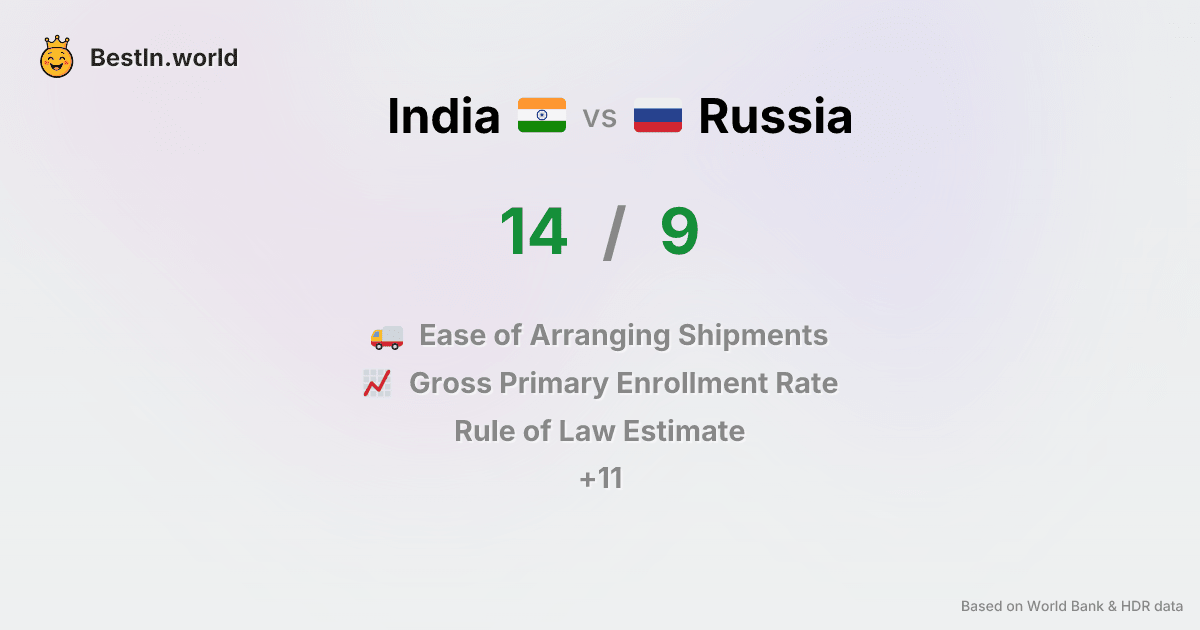 BestIn.world
India vs Russia
14 / 9
Ease of Arranging Shipments
Gross Primary Enrollment Rate
Rule of Law Estimate
+11
Based on World Bank & HDR data